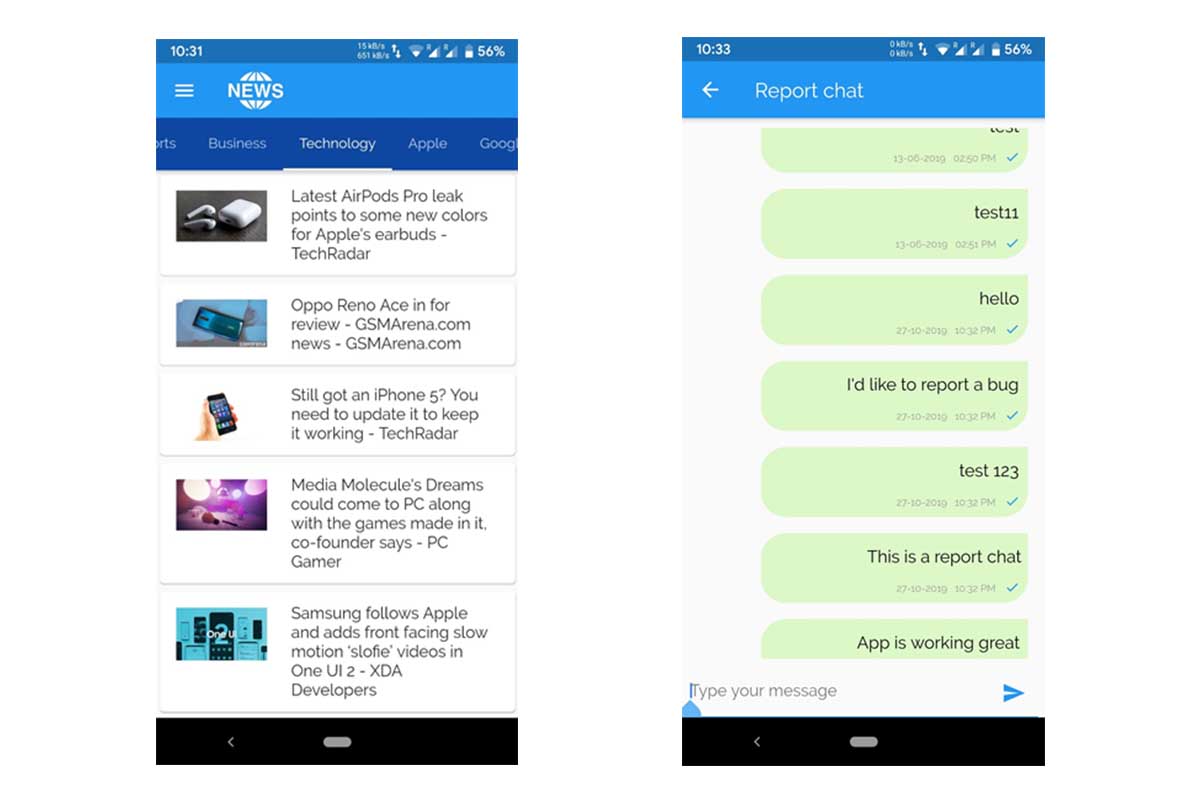 10:31
15 kB/s
651 kB/s
R
R
56%
NEWS
orts Business Technology Apple Googl
Latest AirPods Pro leak
points to some new colors
for Apple's earbuds -
TechRadar
Oppo Reno Ace in for
review - GSMArena.com
news - GSMArena.com
Still got an iPhone 5? You
need to update it to keep
it working - TechRadar
Media Molecule's Dreams
could come to PC along
with the games made in it,
co-founder says - PC
Gamer
One UI
2
Samsung follows Apple
and adds front facing slow
motion 'slofie' videos in
One UI 2 - XDA
Developers
10:33
0 kB/s
0 kB/s
R
R
56%
Report chat
test
13-06-2019 02:50 PM
test11
13-06-2019 02:51 PM
hello
27-10-2019 10:32 PM
I'd like to report a bug
27-10-2019 10:32 PM
test 123
27-10-2019 10:32 PM
This is a report chat
27-10-2019 10:32 PM
App is working great
Type your message